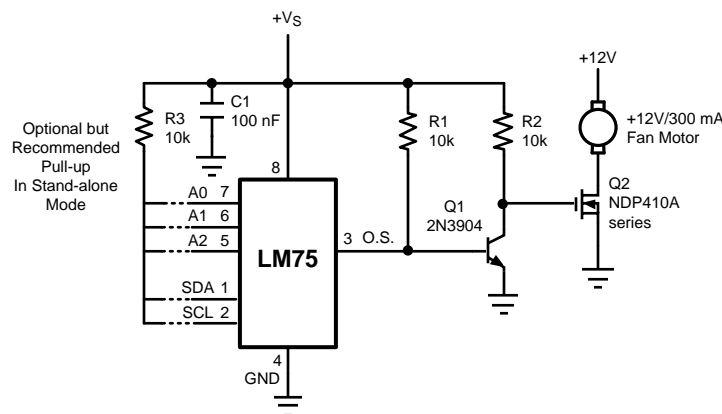 +VS
+12V
C1
100 nF
R3
10k
R1
10k
R2
10k
+12V/300 mA
Fan Motor
Optional but
Recommended
Pull-up
In Stand-alone
Mode
8
Q2
NDP410A
series
A0 7
A1 6
A2 5
Q1
2N3904
3 O.S.
LM75
SDA 1
SCL 2
4
GND